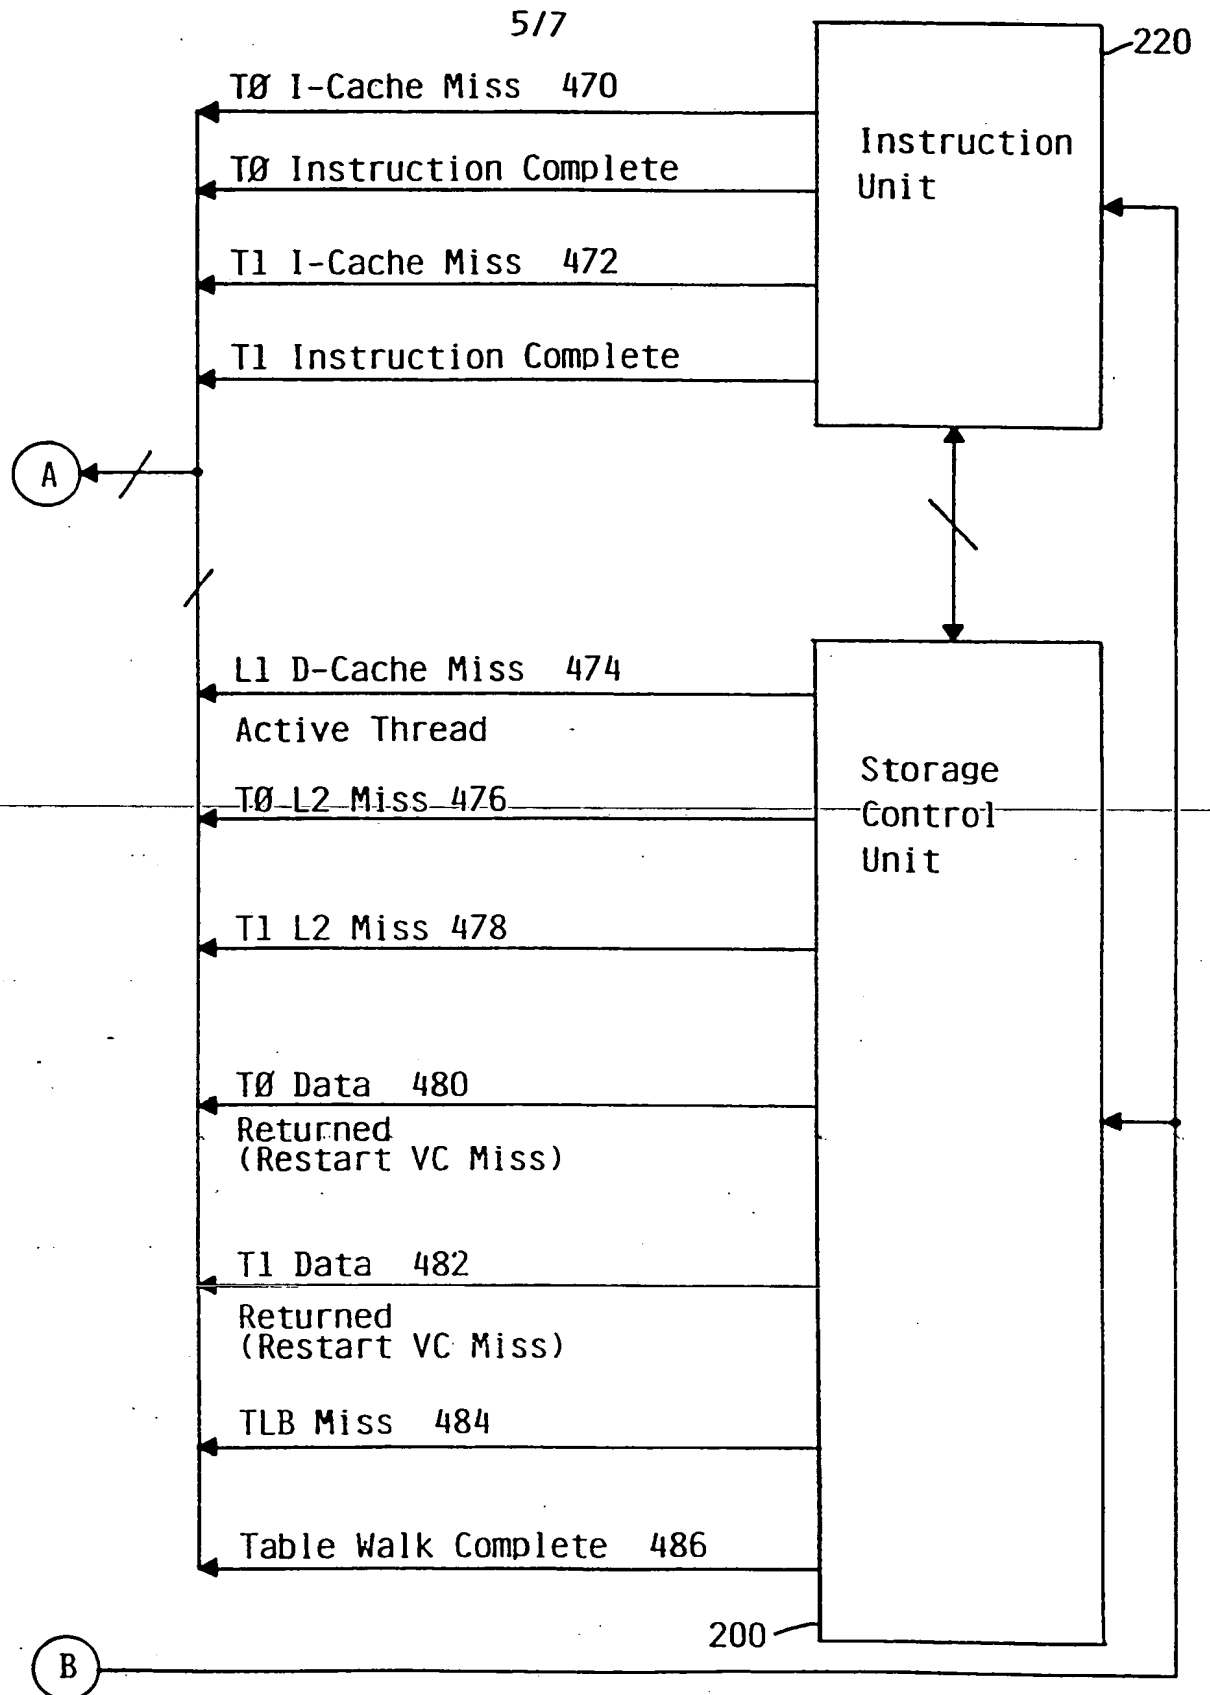 5/7
220
TØ I-Cache Miss 470
Instruction
Unit
TØ Instruction Complete
T1 I-Cache Miss 472
T1 Instruction Complete
A
L1 D-Cache Miss 474
Active Thread
Storage
Control
Unit
TØ L2 Miss 476
T1 L2 Miss 478
TØ Data 480
Returned
(Restart VC Miss)
T1 Data 482
Returned
(Restart VC Miss)
TLB Miss 484
Table Walk Complete 486
200
B